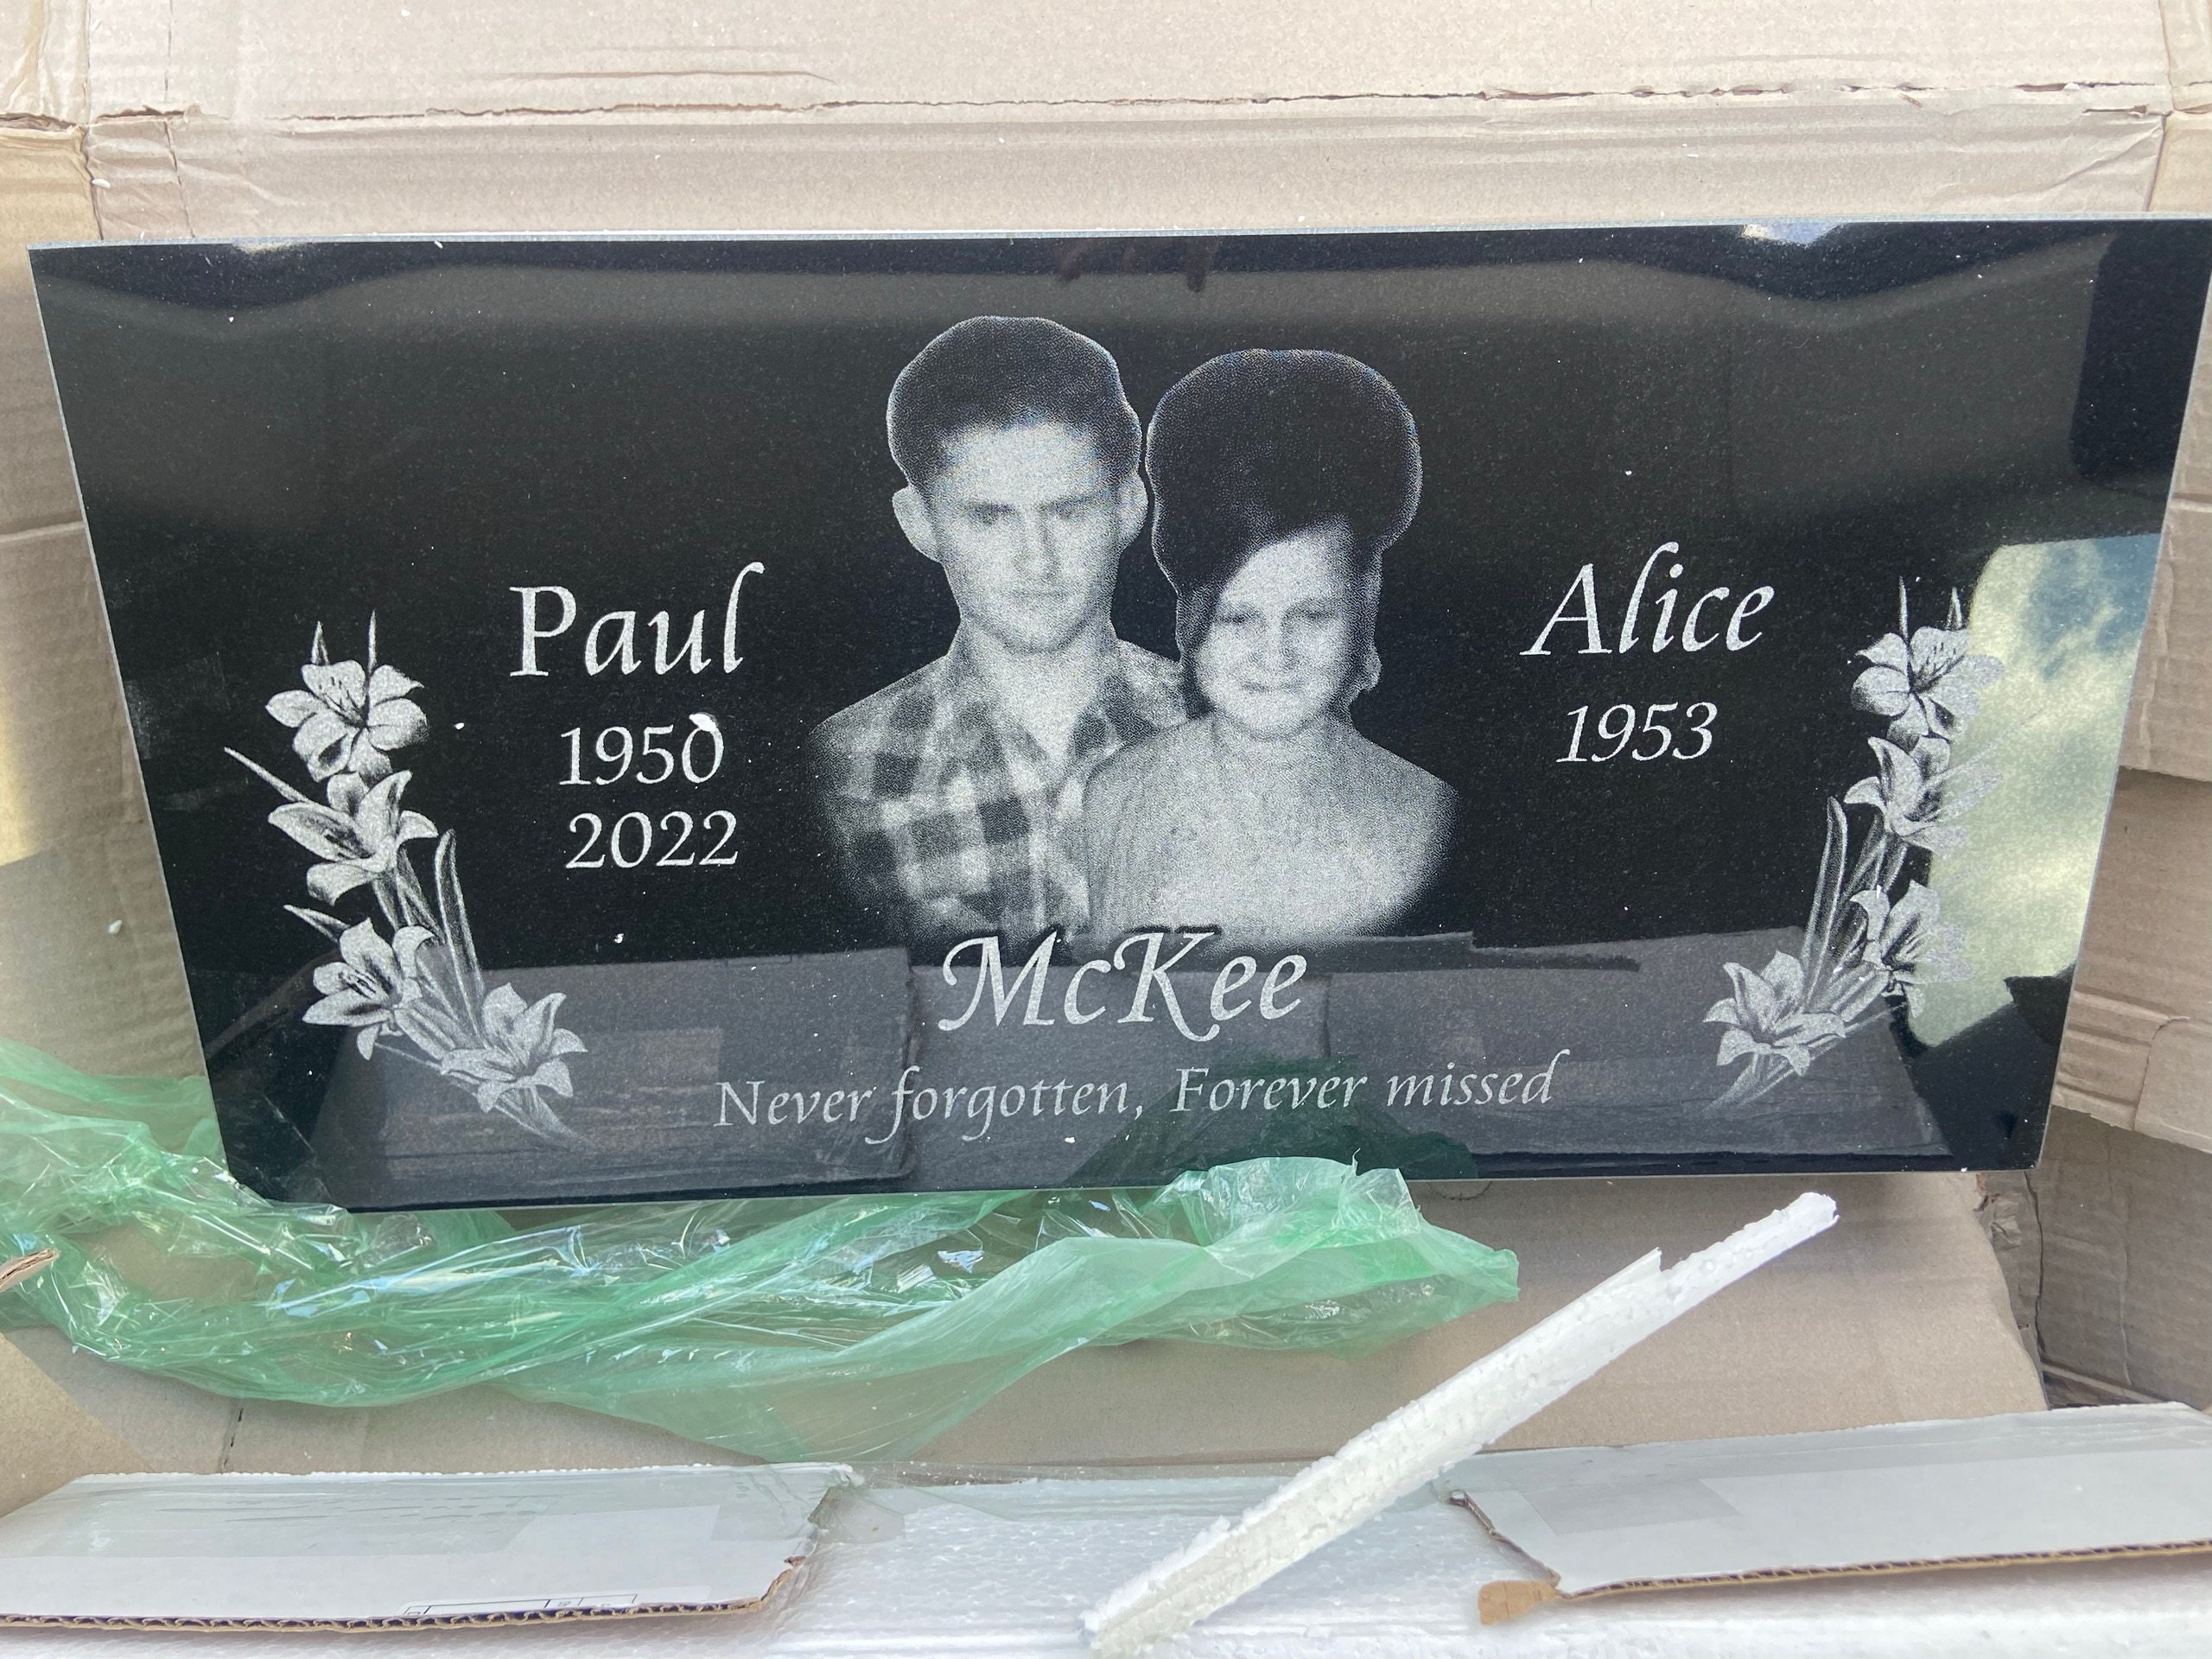 Paul
1950
2022
Alice
1953
McKee
Never forgotten, Forever missed